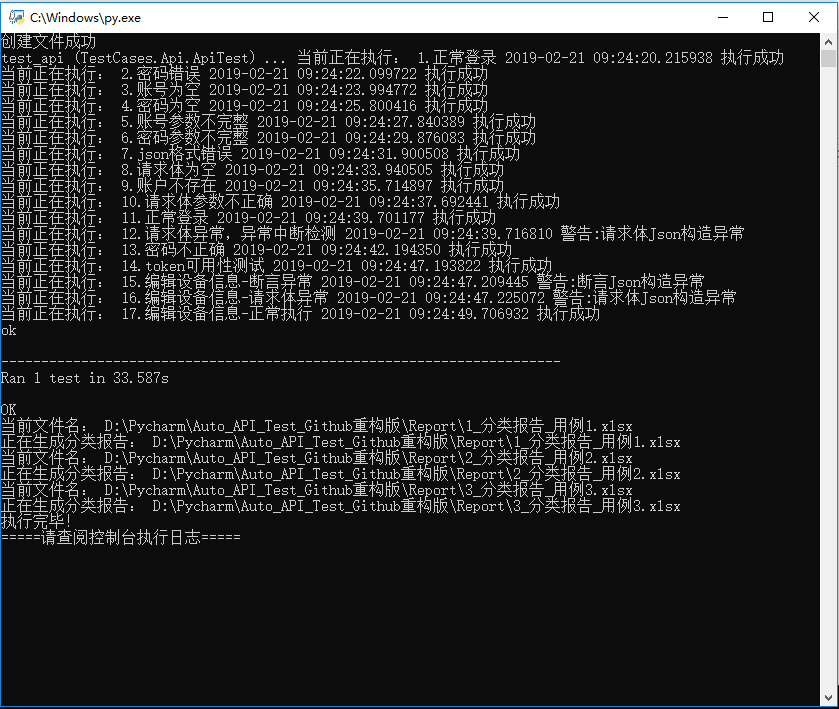 C:\Windows\py.exe
创建文件成功
test_api (TestCases.Api.ApiTest) ... 当前正在执行： 1.正常登录 2019-02-21 09:24:20.215938 执行成功
当前正在执行： 2.密码错误 2019-02-21 09:24:22.099722 执行成功
当前正在执行： 3.账号为空 2019-02-21 09:24:23.994772 执行成功
当前正在执行： 4.密码为空 2019-02-21 09:24:25.800416 执行成功
当前正在执行： 5.账号参数不完整 2019-02-21 09:24:27.840389 执行成功
当前正在执行： 6.密码参数不完整 2019-02-21 09:24:29.876083 执行成功
当前正在执行： 7.json格式错误 2019-02-21 09:24:31.900508 执行成功
当前正在执行： 8.请求体为空 2019-02-21 09:24:33.940505 执行成功
当前正在执行： 9.账户不存在 2019-02-21 09:24:35.714897 执行成功
当前正在执行： 10.请求体参数不正确 2019-02-21 09:24:37.692441 执行成功
当前正在执行： 11.正常登录 2019-02-21 09:24:39.701177 执行成功
当前正在执行： 12.请求体异常，异常中断检测 2019-02-21 09:24:39.716810 警告:请求体Json构造异常
当前正在执行： 13.密码不正确 2019-02-21 09:24:42.194350 执行成功
当前正在执行： 14.token可用性测试 2019-02-21 09:24:47.193822 执行成功
当前正在执行： 15.编辑设备信息-断言异常 2019-02-21 09:24:47.209445 警告:断言Json构造异常
当前正在执行： 16.编辑设备信息-请求体异常 2019-02-21 09:24:47.225072 警告:请求体Json构造异常
当前正在执行： 17.编辑设备信息-正常执行 2019-02-21 09:24:49.706932 执行成功
ok
----------------------------------------------------------------------
Ran 1 test in 33.587s
OK
当前文件名： D:\Pycharm\Auto_API_Test_Github重构版\Report\1_分类报告_用例1.xlsx
正在生成分类报告： D:\Pycharm\Auto_API_Test_Github重构版\Report\1_分类报告_用例1.xlsx
当前文件名： D:\Pycharm\Auto_API_Test_Github重构版\Report\2_分类报告_用例2.xlsx
正在生成分类报告： D:\Pycharm\Auto_API_Test_Github重构版\Report\2_分类报告_用例2.xlsx
当前文件名： D:\Pycharm\Auto_API_Test_Github重构版\Report\3_分类报告_用例3.xlsx
正在生成分类报告： D:\Pycharm\Auto_API_Test_Github重构版\Report\3_分类报告_用例3.xlsx
执行完毕!
=====请查阅控制台执行日志=====